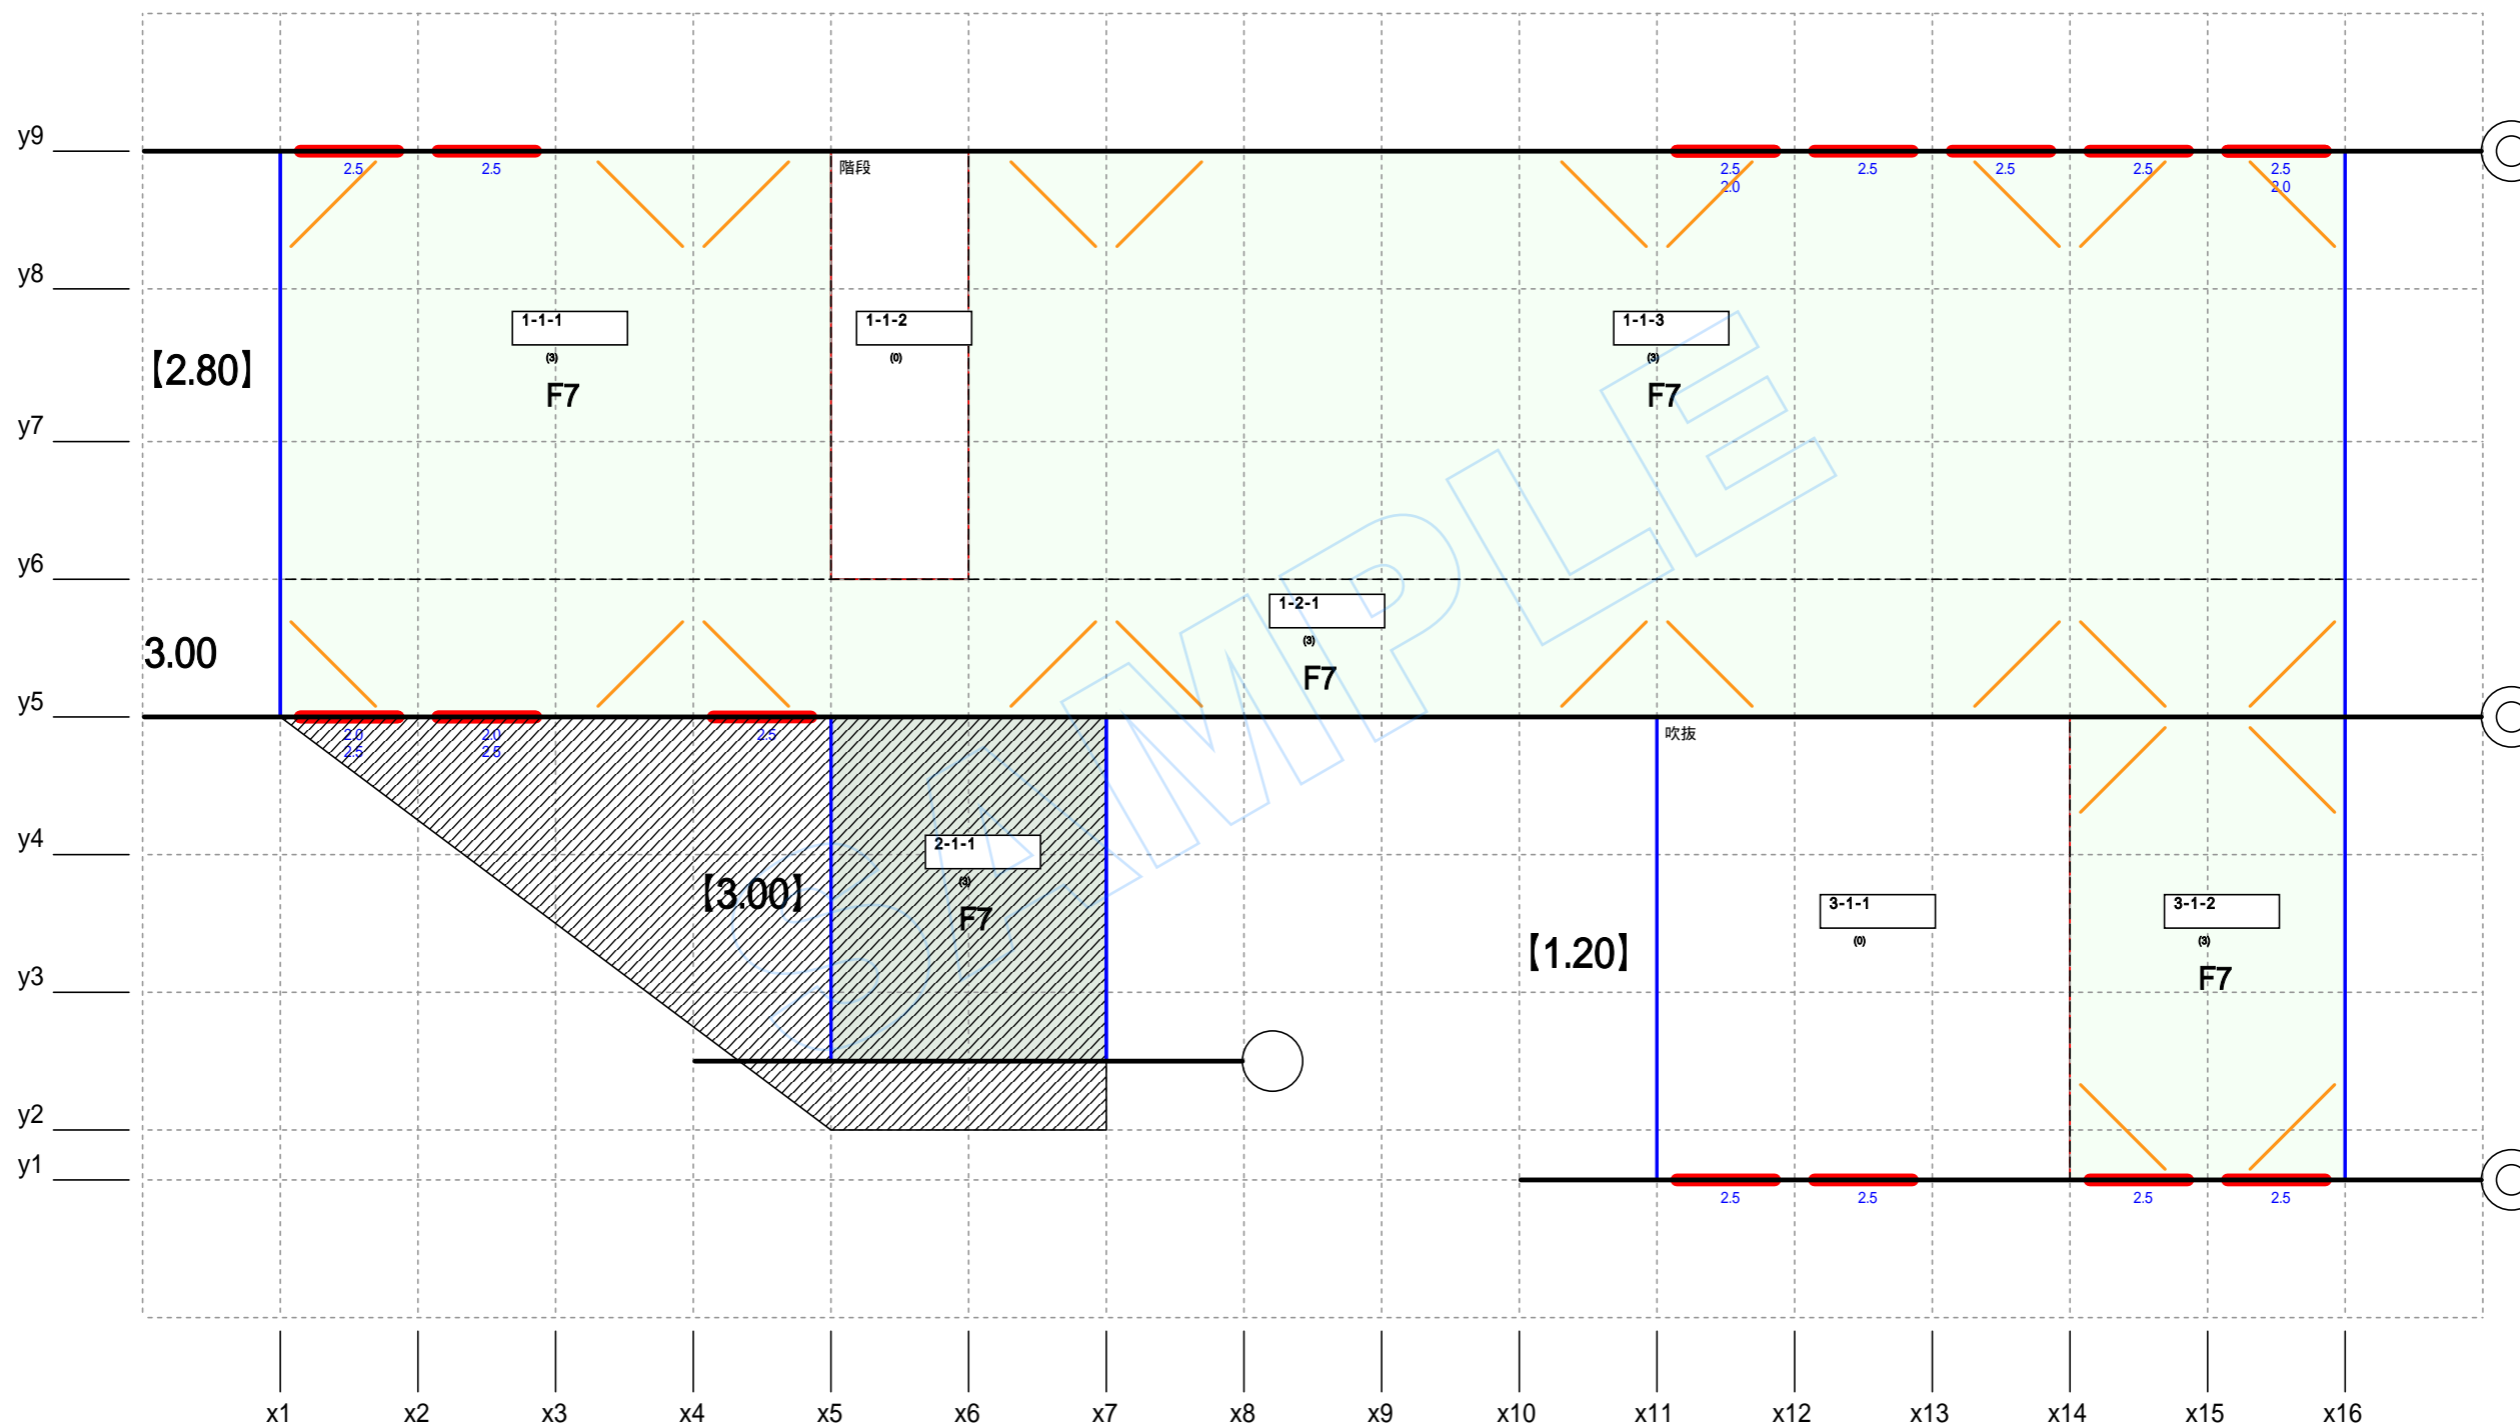 y9
2.5
2.5
階段
2.5
2.0
2.5
2.5
2.5
2.5
2.0
y8
1-1-1
(3)
F7
1-1-2
(0)
1-1-3
(3)
F7
【2.80】
y7
y6
1-2-1
(3)
F7
3.00
y5
2.0
2.5
2.0
2.5
2.5
吹抜
y4
2-1-1
(3)
F7
【3.00】
3-1-1
(0)
3-1-2
(3)
F7
【1.20】
y3
y2
y1
2.5
2.5
2.5
2.5
x1 x2 x3 x4 x5 x6 x7 x8 x9 x10 x11 x12 x13 x14 x15 x16
SAMPLE